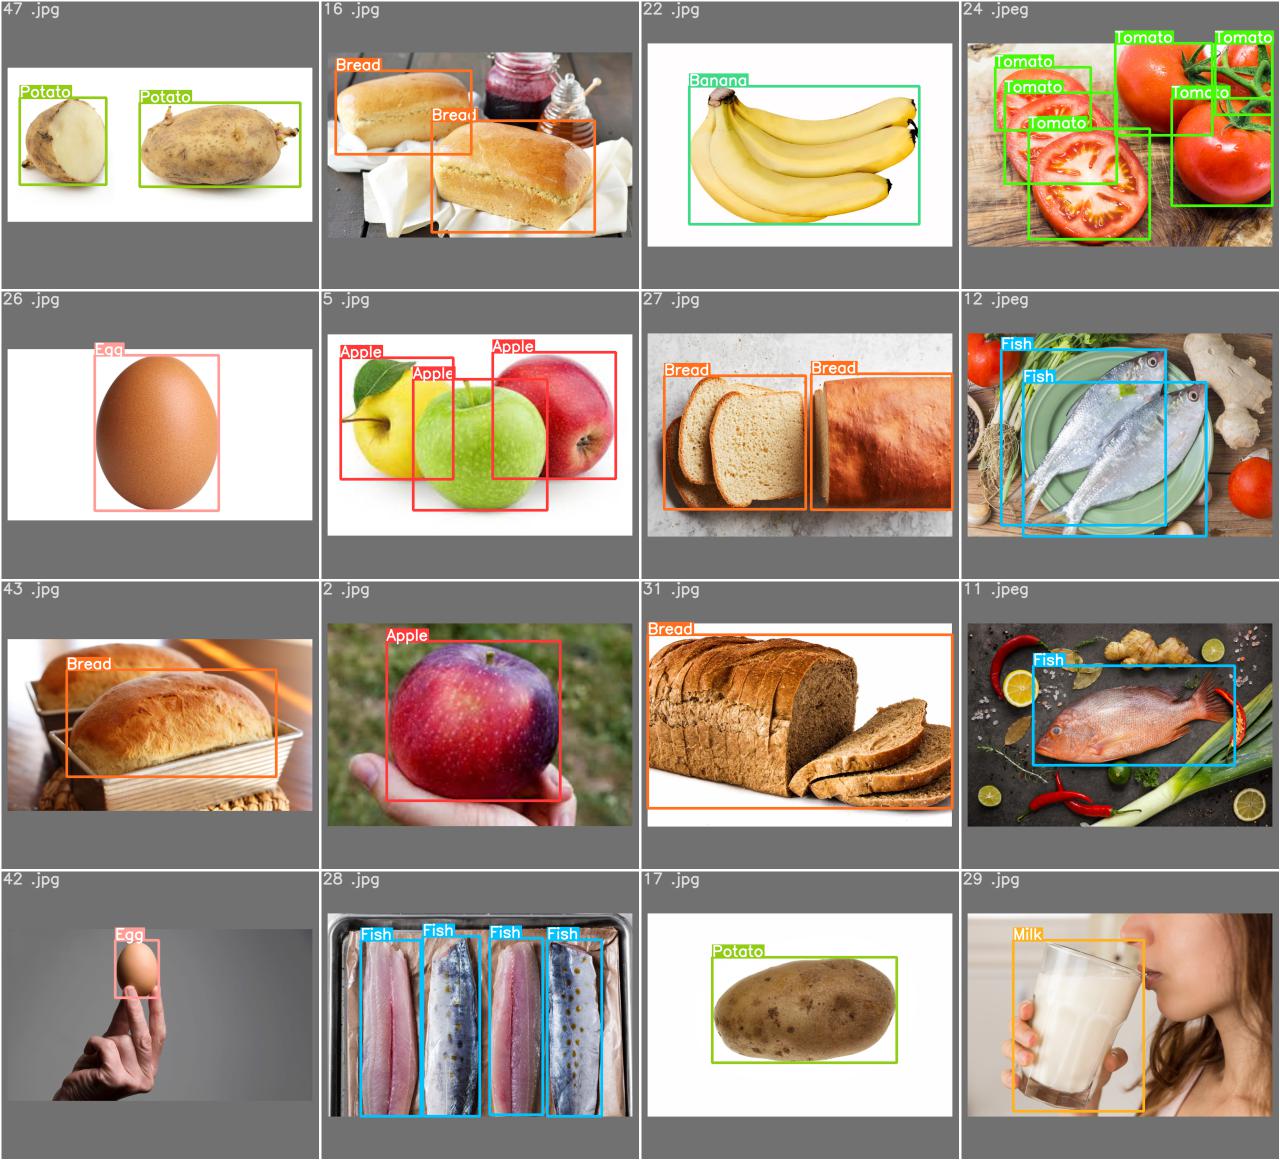 47 .jpg
Potato
Potato
16 .jpg
Bread
Bread
22 .jpg
Banana
24 .jpeg
Tomato
Tomato
Tomato
Tomato
Tomato
Tomato
26 .jpg
Egg
5 .jpg
Apple
Apple
Apple
27 .jpg
Bread
Bread
12 .jpeg
Fish
Fish
43 .jpg
Bread
2 .jpg
Apple
31 .jpg
Bread
11 .jpeg
Fish
42 .jpg
Egg
28 .jpg
Fish
Fish
Fish
Fish
17 .jpg
Potato
29 .jpg
Milk